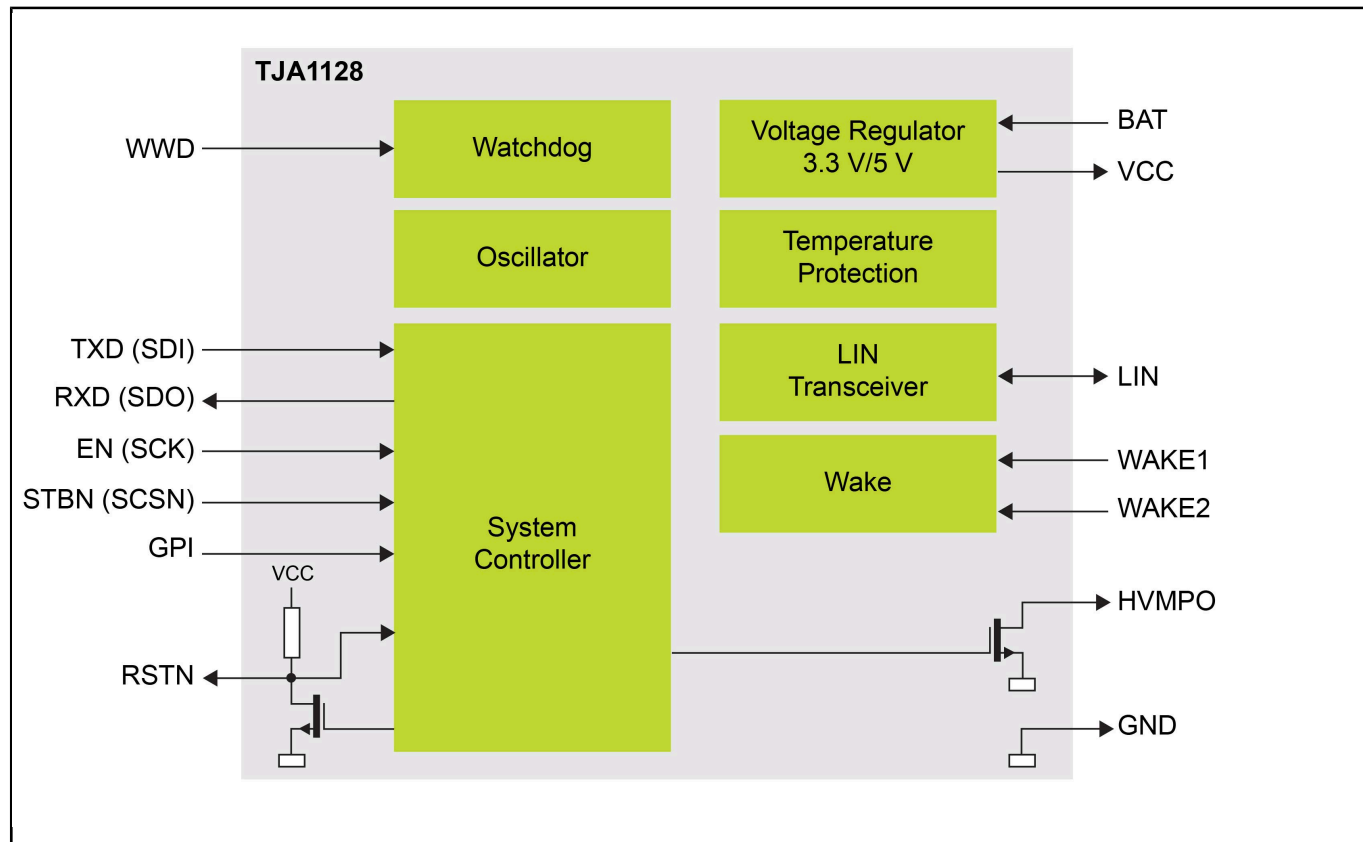 TJA1128
WWD
Watchdog
Voltage Regulator
3.3 V/5 V
BAT
VCC
Oscillator
Temperature
Protection
TXD (SDI)
RXD (SDO)
EN (SCK)
STBN (SCSN)
GPI
VCC
RSTN
System
Controller
LIN
Transceiver
LIN
Wake
WAKE1
WAKE2
HVMPO
GND